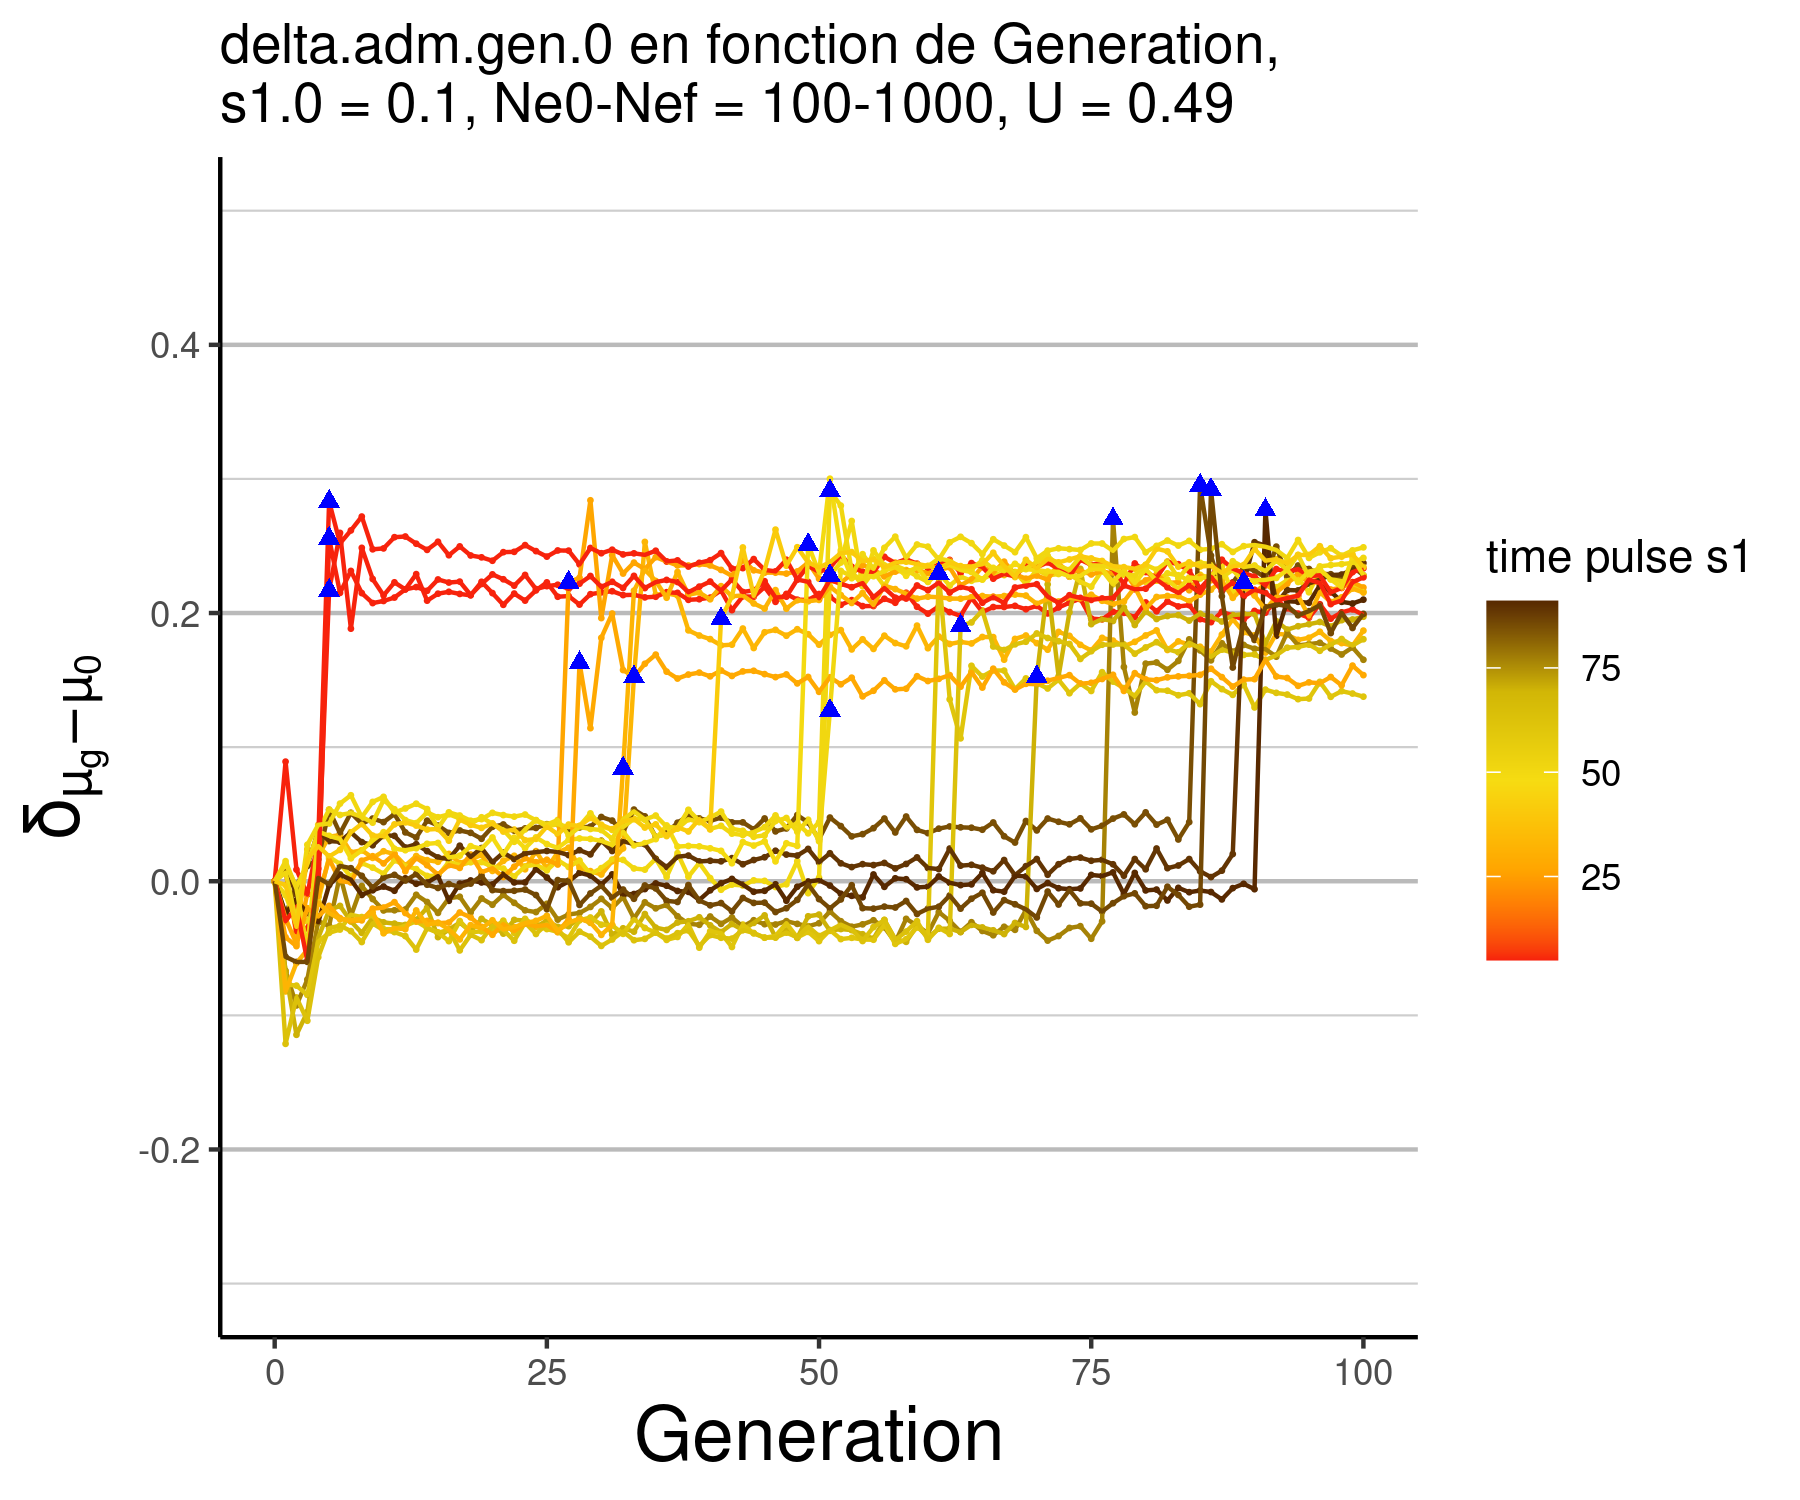 delta.adm.gen.0 en fonction de Generation,
s1.0 = 0.1, Ne0-Nef = 100-1000, U = 0.49
δμg−μ0
0.4
0.2
0.0
-0.2
0 25 50 75 100
Generation
time pulse s1
75
50
25